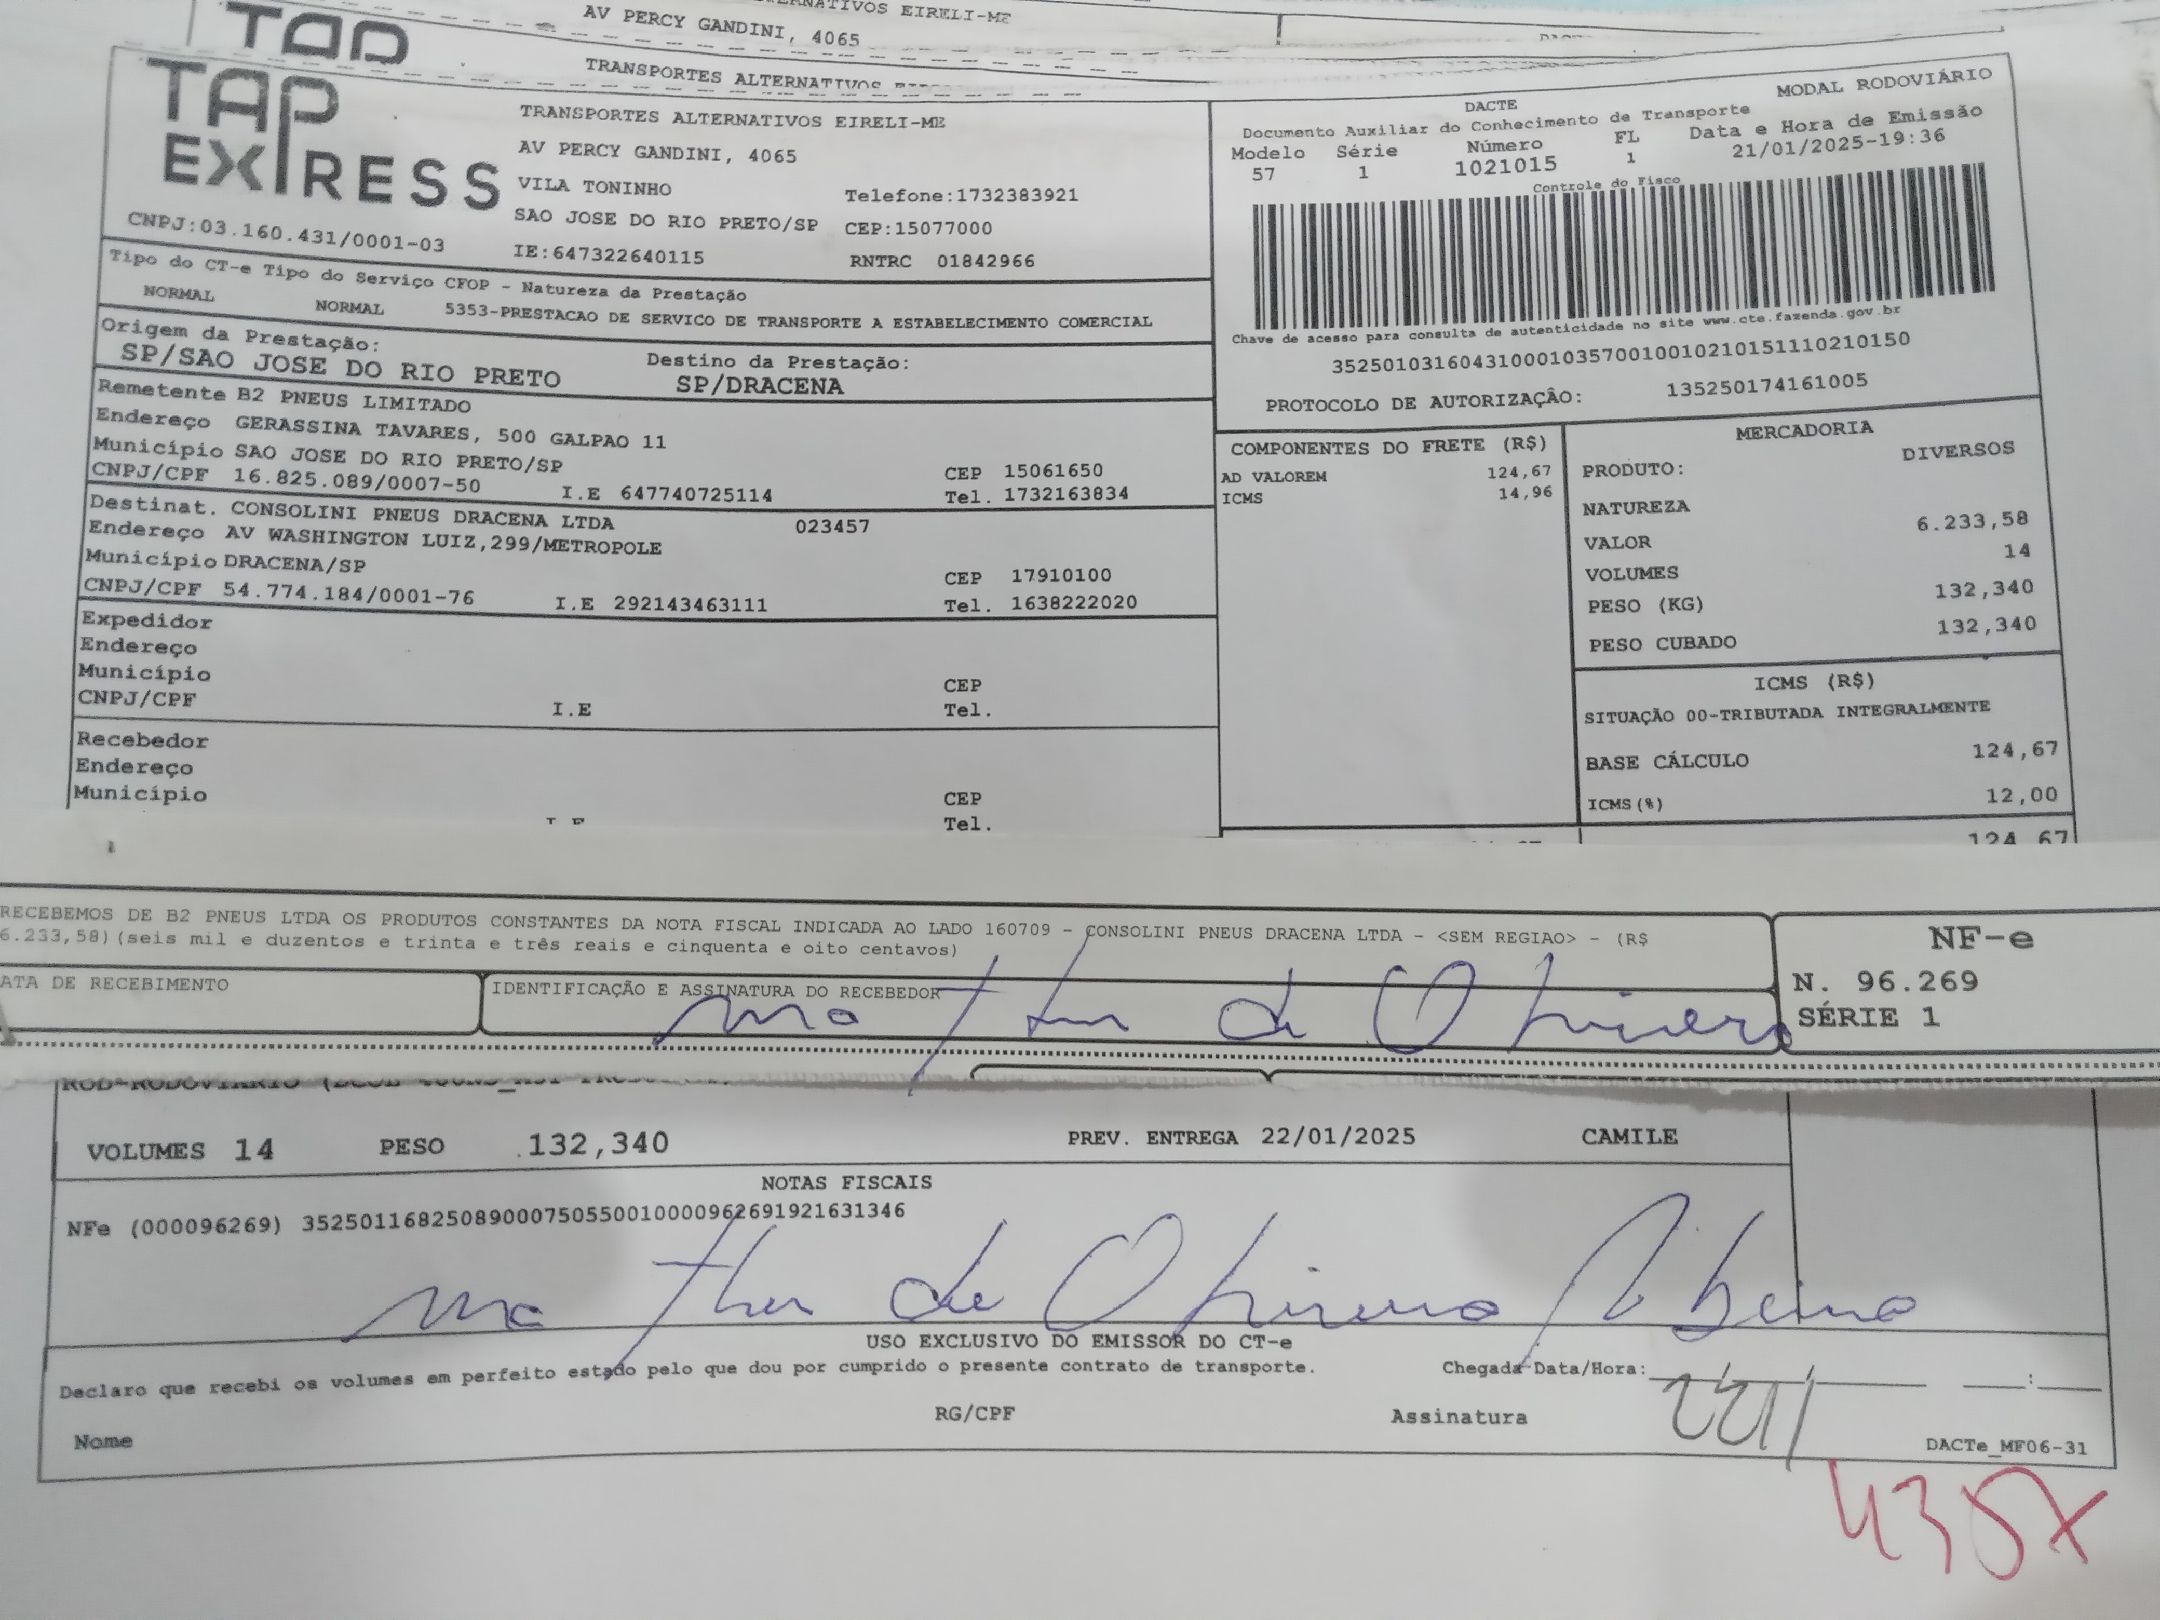 AV PERCY GANDINI, 4065
TRANSPORTES ALTERNATIVOS
TAP
EXPRESS
CNPJ:03.160.431/0001-03
TRANSPORTES ALTERNATIVOS EIRELI-ME
AV PERCY GANDINI, 4065
VILA TONINHO Telefone:1732383921
SAO JOSE DO RIO PRETO/SP CEP:15077000
IE:647322640115 RNTRC 01842966
MODAL RODOVIÁRIO
DACTE
Documento Auxiliar do Conhecimento de Transporte
Modelo Série Número FL Data e Hora de Emissão
57 1 1021015 1 21/01/2025-19:36
Controle do Fisco
Chave de acesso para consulta de autenticidade no site www.cte.fazenda.gov.br
35250103160431000103570010010210151110210150
PROTOCOLO DE AUTORIZAÇÂO: 135250174161005
Tipo do CT-e Tipo do Serviço CFOP - Natureza da Prestação
NORMAL NORMAL 5353-PRESTACAO DE SERVICO DE TRANSPORTE A ESTABELECIMENTO COMERCIAL
Origem da Prestação: Destino da Prestação:
SP/SAO JOSE DO RIO PRETO SP/DRACENA
Remetente B2 PNEUS LIMITADO
Endereço GERASSINA TAVARES, 500 GALPAO 11
Município SAO JOSE DO RIO PRETO/SP CEP 15061650
CNPJ/CPF 16.825.089/0007-50 I.E 647740725114 Tel. 1732163834
Destinat. CONSOLINI PNEUS DRACENA LTDA 023457
Endereço AV WASHINGTON LUIZ,299/METROPOLE
Município DRACENA/SP CEP 17910100
CNPJ/CPF 54.774.184/0001-76 I.E 292143463111 Tel. 1638222020
Expedidor
Endereço
Município CEP
CNPJ/CPF I.E Tel.
Recebedor
Endereço
Município CEP
Tel.
COMPONENTES DO FRETE (R$)
AD VALOREM 124,67
ICMS 14,96
MERCADORIA
PRODUTO: DIVERSOS
NATUREZA
VALOR 6.233,58
VOLUMES 14
PESO (KG) 132,340
PESO CUBADO 132,340
ICMS (R$)
SITUAÇÃO 00-TRIBUTADA INTEGRALMENTE
BASE CÁLCULO 124,67
ICMS(%) 12,00
124,67
RECEBEMOS DE B2 PNEUS LTDA OS PRODUTOS CONSTANTES DA NOTA FISCAL INDICADA AO LADO 160709 - CONSOLINI PNEUS DRACENA LTDA - <SEM REGIAO> - (R$
6.233,58)(seis mil e duzentos e trinta e três reais e cinquenta e oito centavos)
ATA DE RECEBIMENTO IDENTIFICAÇÃO E ASSINATURA DO RECEBEDOR
NF-e
N. 96.269
SÉRIE 1
VOLUMES 14 PESO 132,340 PREV. ENTREGA 22/01/2025 CAMILE
NOTAS FISCAIS
NFe (000096269) 35250116825089000750550010000962691921631346
USO EXCLUSIVO DO EMISSOR DO CT-e
Declaro que recebi os volumes em perfeito estado pelo que dou por cumprido o presente contrato de transporte. Chegada Data/Hora:
Nome RG/CPF Assinatura
DACTe_MF06-31